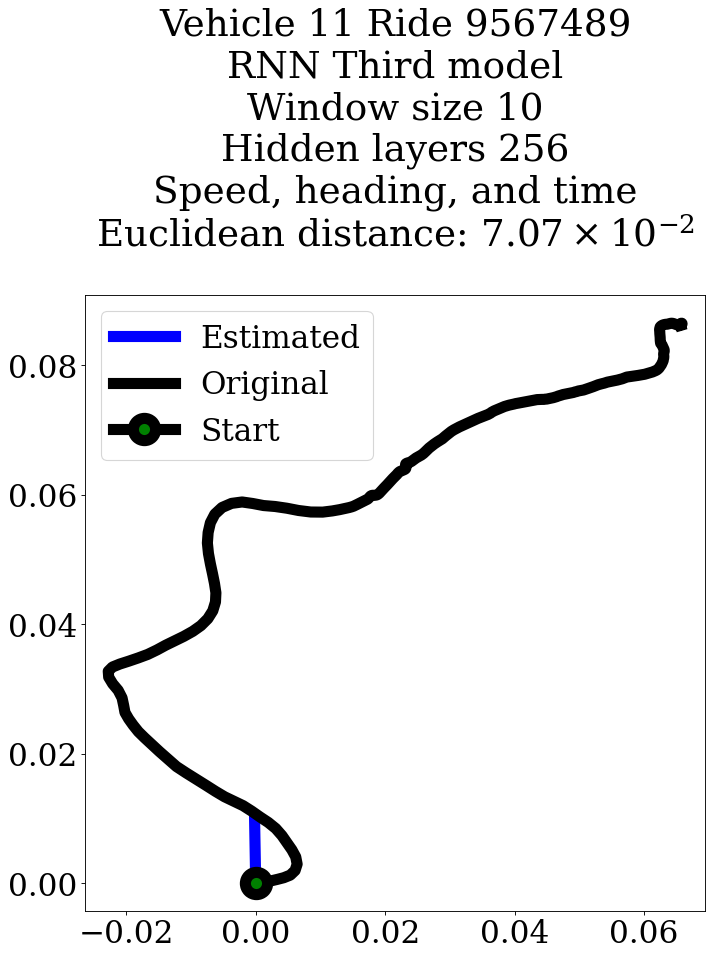 Vehicle 11 Ride 9567489
RNN Third model
Window size 10
Hidden layers 256
Speed, heading, and time
Euclidean distance: 7.07 × 10⁻²
Estimated
Original
Start
0.08
0.06
0.04
0.02
0.00
−0.02 0.00 0.02 0.04 0.06